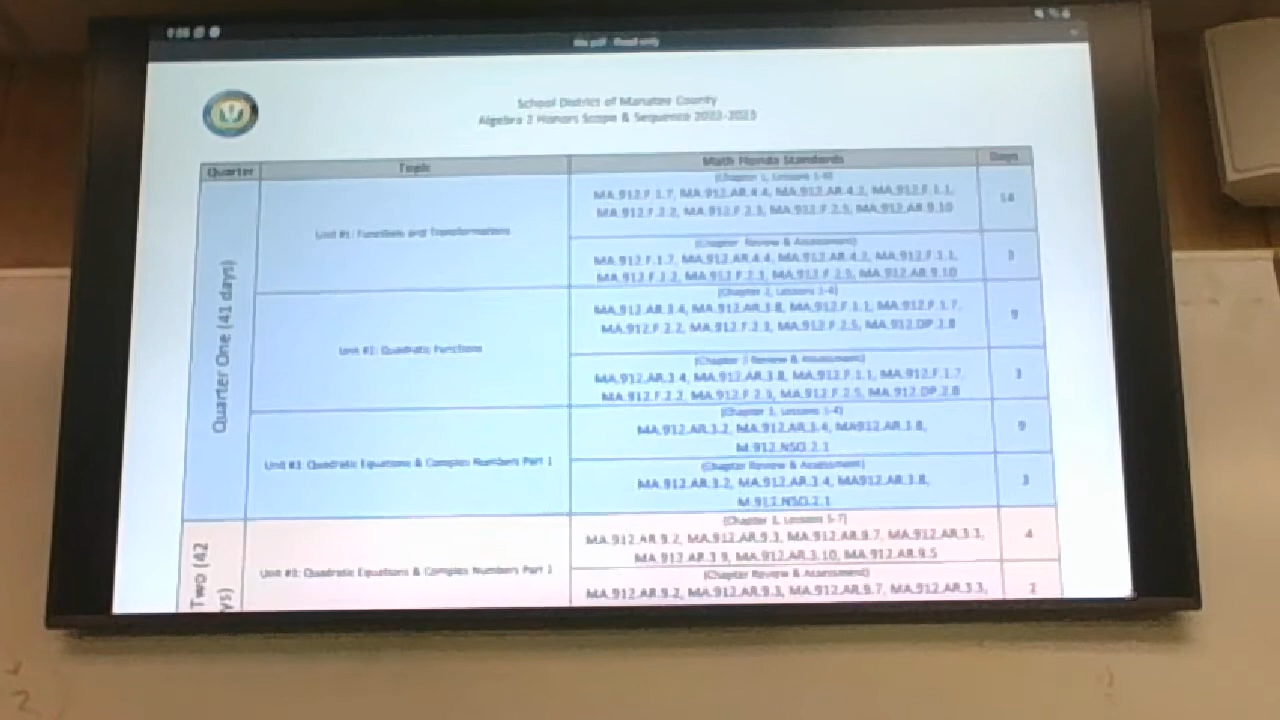 School District of Manatee County
Algebra 2 Honors Scope & Sequence 2022-2023
Quarter
Topic
Math Florida Standards
Days
Quarter One (41 days)
Unit #1: Functions and Transformations
MA.912.F.1.7, MA.912.AR.4.4, MA.912.AR.4.2, MA.912.F.1.1,
MA.912.F.2.2, MA.912.F.2.3, MA.912.F.2.5, MA.912.AR.9.10
(Chapter Review & Assessment)
MA.912.F.1.7, MA.912.AR.4.4, MA.912.AR.4.2, MA.912.F.1.1,
MA.912.F.2.2, MA.912.F.2.3, MA.912.F.2.5, MA.912.AR.9.10
3
Unit #2: Quadratic Functions
(Chapter 2, Lessons 1-4)
MA.912.AR.3.4, MA.912.AR.3.8, MA.912.F.1.1, MA.912.F.1.7,
MA.912.F.2.2, MA.912.F.2.3, MA.912.F.2.5, MA.912.DP.2.8
9
(Chapter 2 Review & Assessment)
MA.912.AR.3.4, MA.912.AR.3.8, MA.912.F.1.1, MA.912.F.1.7,
MA.912.F.2.2, MA.912.F.2.3, MA.912.F.2.5, MA.912.DP.2.8
3
Unit #3: Quadratic Equations & Complex Numbers Part 1
(Chapter 3, Lessons 1-4)
MA.912.AR.3.2, MA.912.AR.3.4, MA912.AR.3.8,
M.912.NSO.2.1
9
(Chapter Review & Assessment)
MA.912.AR.3.2, MA.912.AR.3.4, MA912.AR.3.8,
M.912.NSO.2.1
3
Two (42
Unit #3: Quadratic Equations & Complex Numbers Part 2
(Chapter 3, Lessons 5-7)
MA.912.AR.9.2, MA.912.AR.9.3, MA.912.AR.9.7, MA.912.AR.3.3,
MA.912.AR.3.9, MA.912.AR.3.10, MA.912.AR.9.5
4
(Chapter Review & Assessment)
MA.912.AR.9.2, MA.912.AR.9.3, MA.912.AR.9.7, MA.912.AR.3.3,
2